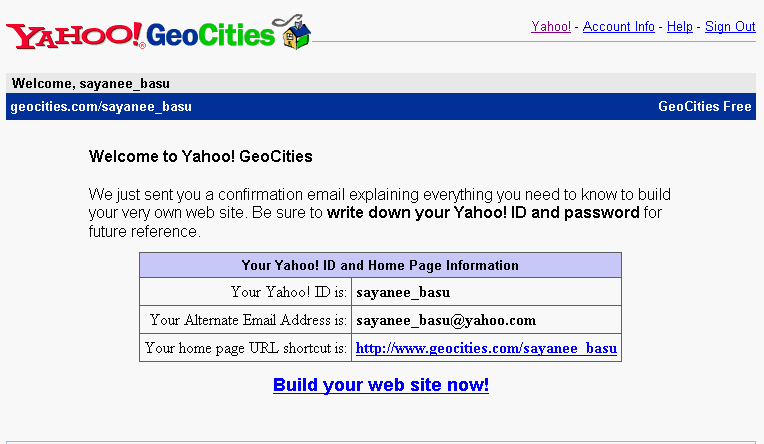 YAHOO! GeoCities
Yahoo! - Account Info - Help - Sign Out
Welcome, sayanee_basu
geocities.com/sayanee_basu GeoCities Free
Welcome to Yahoo! GeoCities
We just sent you a confirmation email explaining everything you need to know to build
your very own web site. Be sure to write down your Yahoo! ID and password for
future reference.
Your Yahoo! ID and Home Page Information
Your Yahoo! ID is: sayanee_basu
Your Alternate Email Address is: sayanee_basu@yahoo.com
Your home page URL shortcut is: http://www.geocities.com/sayanee_basu
Build your web site now!